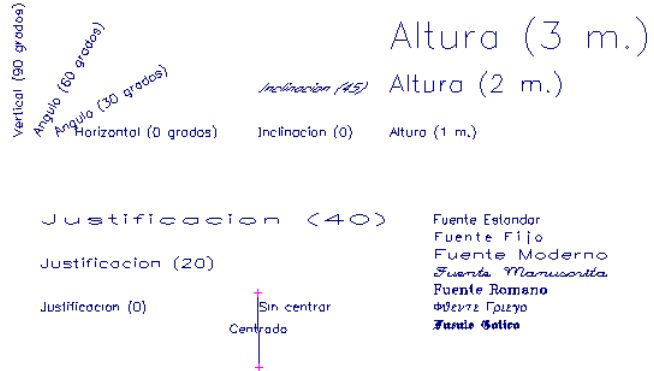 Vertical (90 grados)
Angulo (60 grados)
Angulo (30 grados)
Horizontal (0 grados)
Inclinacion (45)
Inclinacion (0)
Altura (3 m.)
Altura (2 m.)
Altura (1 m.)
Justificacion (40)
Justificacion (20)
Justificacion (0)
Sin centrar
Centrado
Fuente Estandar
Fuente Fijo
Fuente Moderno
Fuente Manuscrita
Fuente Romano
Φυεντε Γριεγο
Fuente Gotico